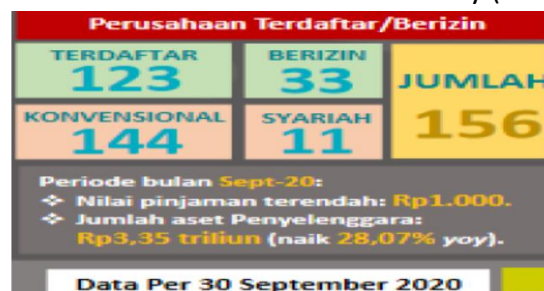 Perusahaan Terdaftar/Berizin
TERDAFTAR
123
BERIZIN
33
JUMLAH
156
KONVENSIONAL
144
SYARIAH
11
Periode bulan Sept-20:
❖ Nilai pinjaman terendah: Rp1.000.
❖ Jumlah aset Penyelenggara:
Rp3,35 triliun (naik 28,07% yoy).
Data Per 30 September 2020